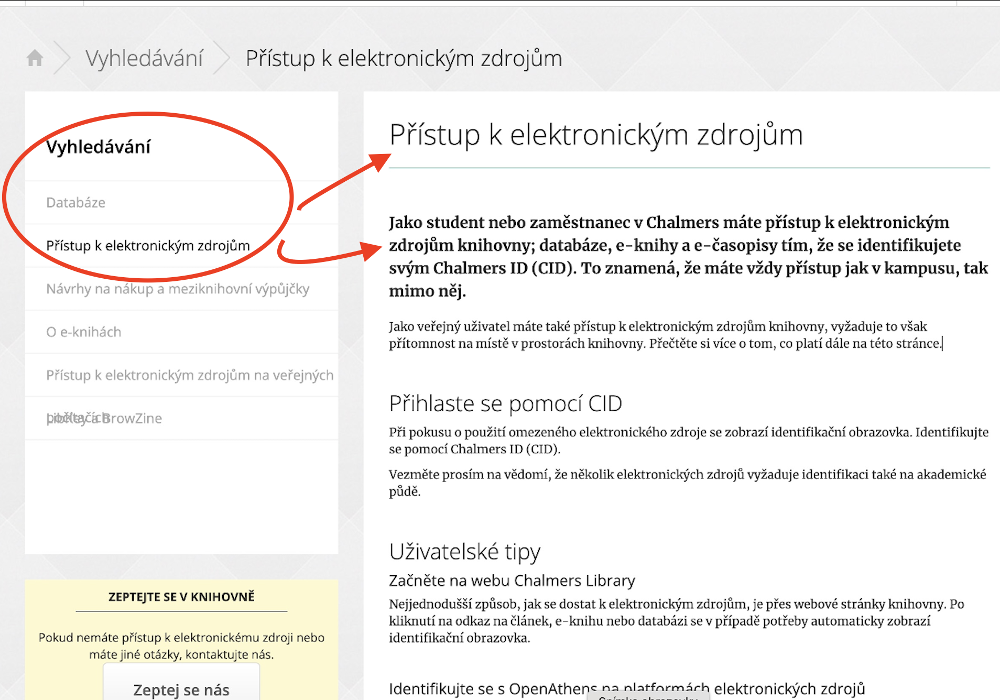 Vyhledávání
Přístup k elektronickým zdrojům
Vyhledávání
Databáze
Přístup k elektronickým zdrojům
Návrhy na nákup a meziknihovní výpůjčky
O e-knihách
Přístup k elektronickým zdrojům na veřejných
počítačích
LibKey a BrowZine
ZEPTEJTE SE V KNIHOVNĚ
Pokud nemáte přístup k elektronickému zdroji nebo
máte jiné otázky, kontaktujte nás.
Zeptej se nás
Přístup k elektronickým zdrojům
Jako student nebo zaměstnanec v Chalmers máte přístup k elektronickým
zdrojům knihovny; databáze, e-knihy a e-časopisy tím, že se identifikujete
svým Chalmers ID (CID). To znamená, že máte vždy přístup jak v kampusu, tak
mimo něj.
Jako veřejný uživatel máte také přístup k elektronickým zdrojům knihovny, vyžaduje to však
přítomnost na místě v prostorách knihovny. Přečtěte si více o tom, co platí dále na této stránce.
Přihlaste se pomocí CID
Při pokusu o použití omezeného elektronického zdroje se zobrazí identifikační obrazovka. Identifikujte
se pomocí Chalmers ID (CID).
Vezměte prosím na vědomí, že několik elektronických zdrojů vyžaduje identifikaci také na akademické
půdě.
Uživatelské tipy
Začněte na webu Chalmers Library
Nejjednodušší způsob, jak se dostat k elektronickým zdrojům, je přes webové stránky knihovny. Po
kliknutí na odkaz na článek, e-knihu nebo databázi se v případě potřeby automaticky zobrazí
identifikační obrazovka.
Identifikujte se s OpenAthens na platformách elektronických zdrojů